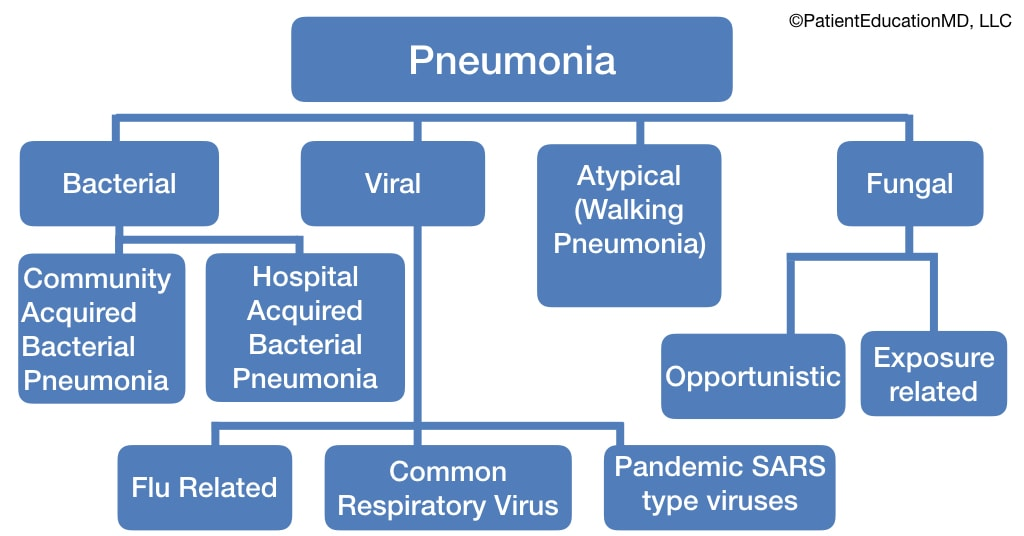 ©PatientEducationMD, LLC
Pneumonia
Bacterial
Viral
Atypical
(Walking
Pneumonia)
Fungal
Community
Acquired
Bacterial
Pneumonia
Hospital
Acquired
Bacterial
Pneumonia
Opportunistic
Exposure
related
Flu Related
Common
Respiratory Virus
Pandemic SARS
type viruses